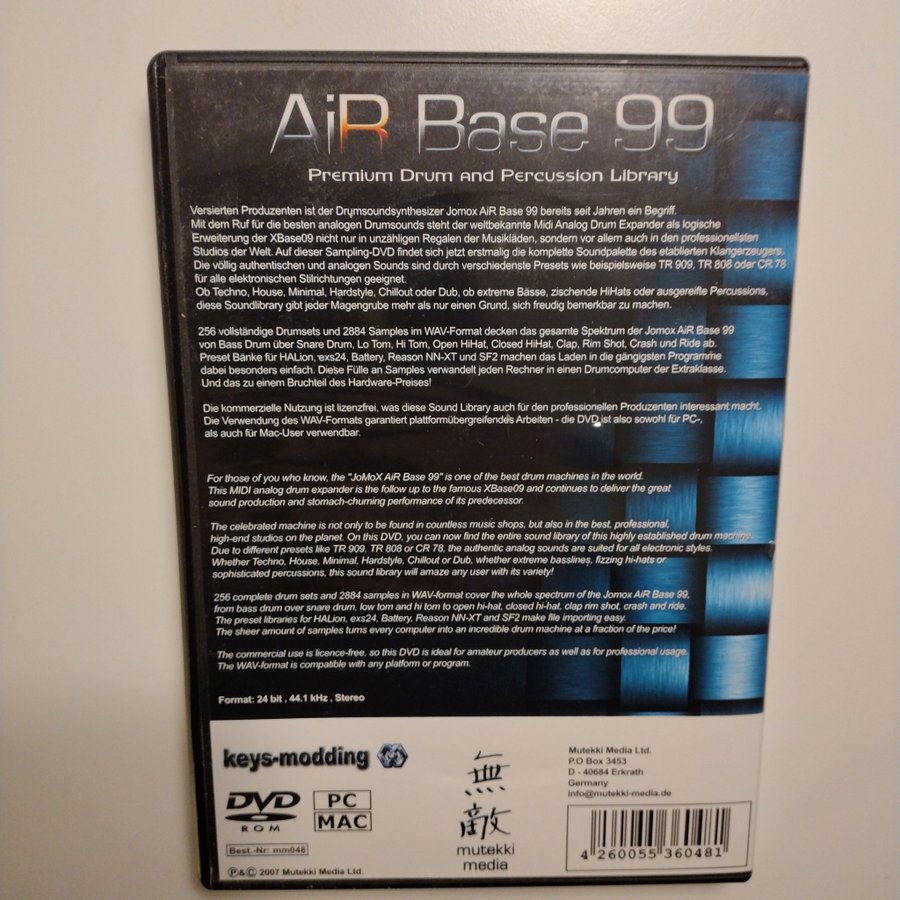 AiR Base 99
Premium Drum and Percussion Library
Versierten Produzenten ist der Drumsoundsynthesizer Jomox AiR Base 99 bereits seit Jahren ein Begriff.
Mit dem Ruf für die besten analogen Drumsounds steht der weltbekannte Midi Analog Drum Expander als logische
Erweiterung der XBase09 nicht nur in unzähligen Regalen der Musikläden, sondern vor allem auch in den professionellsten
Studios der Welt. Auf dieser Sampling-DVD findet sich jetzt erstmalig die komplette Soundpalette des etablierten Klangerzeugers.
Die völlig authentischen und analogen Sounds sind durch verschiedenste Presets wie beispielsweise TR 909, TR 808 oder CR 78
für alle elektronischen Stilrichtungen geeignet.
Ob Techno, House, Minimal, Hardstyle, Chillout oder Dub, ob extreme Bässe, zischende HiHats oder ausgereifte Percussions,
diese Soundlibrary gibt jeder Magengrube mehr als nur einen Grund, sich freudig bemerkbar zu machen.
256 vollständige Drumsets und 2884 Samples im WAV-Format decken das gesamte Spektrum der Jomox AiR Base 99
von Bass Drum über Snare Drum, Lo Tom, Hi Tom, Open HiHat, Closed HiHat, Clap, Rim Shot, Crash und Ride ab.
Preset Bänke für HALion, exs24, Battery, Reason NN-XT und SF2 machen das Laden in die gängigsten Programme
dabei besonders einfach. Diese Fülle an Samples verwandelt jeden Rechner in einen Drumcomputer der Extraklasse.
Und das zu einem Bruchteil des Hardware-Preises!
Die kommerzielle Nutzung ist lizenzfrei, was diese Sound Library auch für den professionellen Produzenten interessant macht.
Die Verwendung des WAV-Formats garantiert plattformübergreifendes Arbeiten - die DVD ist also sowohl für PC-,
als auch für Mac-User verwendbar.
For those of you who know, the "JoMoX AiR Base 99" is one of the best drum machines in the world.
This MIDI analog drum expander is the follow up to the famous XBase09 and continues to deliver the great
sound production and stomach-churning performance of its predecessor.
The celebrated machine is not only to be found in countless music shops, but also in the best, professional,
high-end studios on the planet. On this DVD, you can now find the entire sound library of this highly established drum machine.
Due to different presets like TR 909, TR 808 or CR 78, the authentic analog sounds are suited for all electronic styles.
Whether Techno, House, Minimal, Hardstyle, Chillout or Dub, whether extreme basslines, fizzing hi-hats or
sophisticated percussions, this sound library will amaze any user with its variety!
256 complete drum sets and 2884 samples in WAV-format cover the whole spectrum of the Jomox AiR Base 99,
from bass drum over snare drum, low tom and hi tom to open hi-hat, closed hi-hat, clap rim shot, crash and ride.
The preset libraries for HALion, exs24, Battery, Reason NN-XT and SF2 make file importing easy.
The sheer amount of samples turns every computer into an incredible drum machine at a fraction of the price!
The commercial use is licence-free, so this DVD is ideal for amateur producers as well as for professional usage.
The WAV-format is compatible with any platform or program.
Format: 24 bit , 44.1 kHz , Stereo
keys-modding
DVD
ROM
PC
MAC
Best.-Nr: mm048
℗&© 2007 Mutekki Media Ltd.
無
敵
mutekki
media
Mutekki Media Ltd.
P.O Box 3453
D - 40684 Erkrath
Germany
info@mutekki-media.de
4 260055 360481